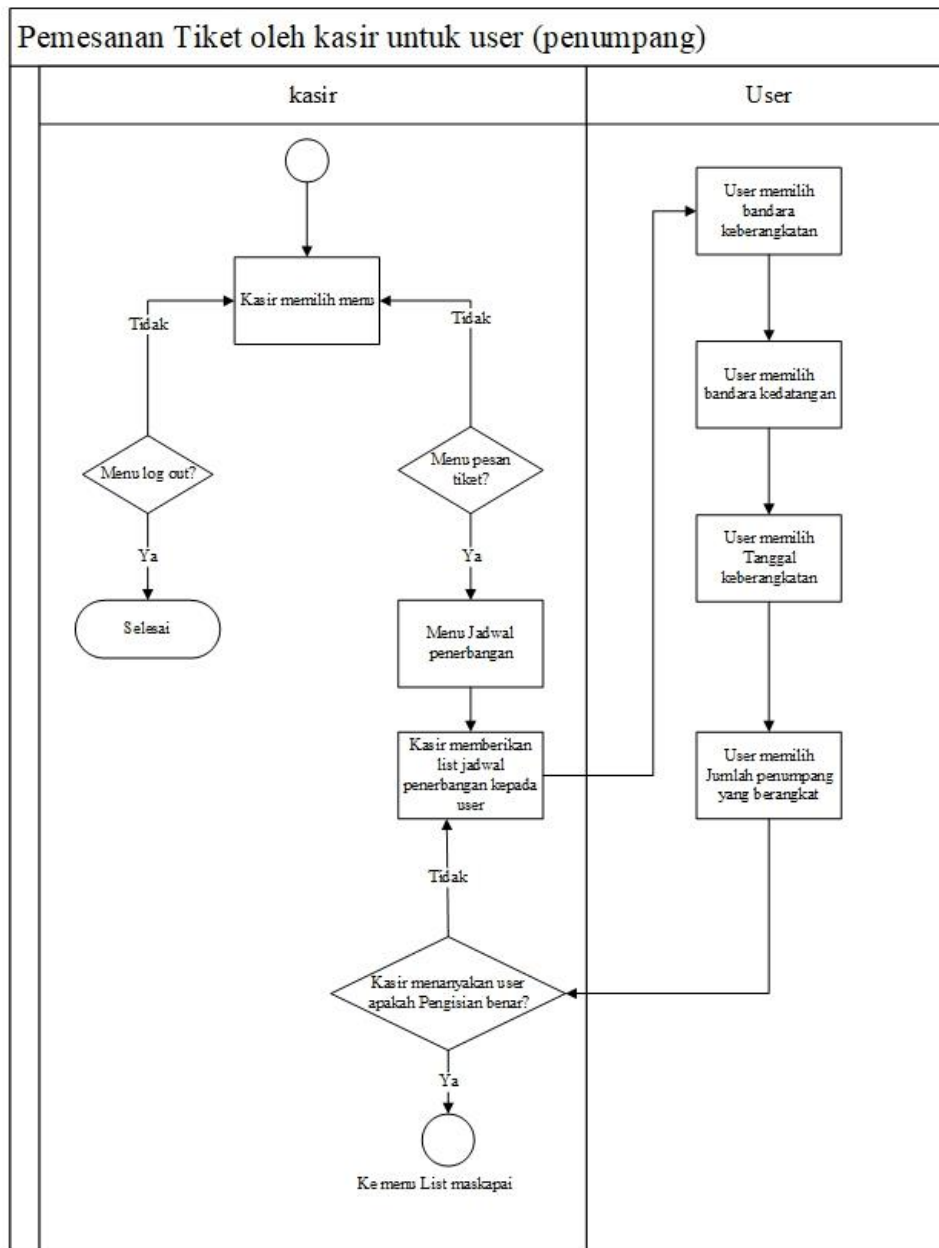 Pemesanan Tiket oleh kasir untuk user (penumpang)
kasir
User
Kasir memilih menu
Tidak
Tidak
Menu log out?
Menu pesan
tiket?
Ya
Ya
Selesai
Menu Jadwal
penerbangan
Kasir memberikan
list jadwal
penerbangan kepada
user
User memilih
bandara
keberangkatan
User memilih
bandara kedatangan
User memilih
Tanggal
keberangkatan
User memilih
Jumlah penumpang
yang berangkat
Tidak
Kasir menanyakan user
apakah Pengisian benar?
Ya
Ke menu List maskapai